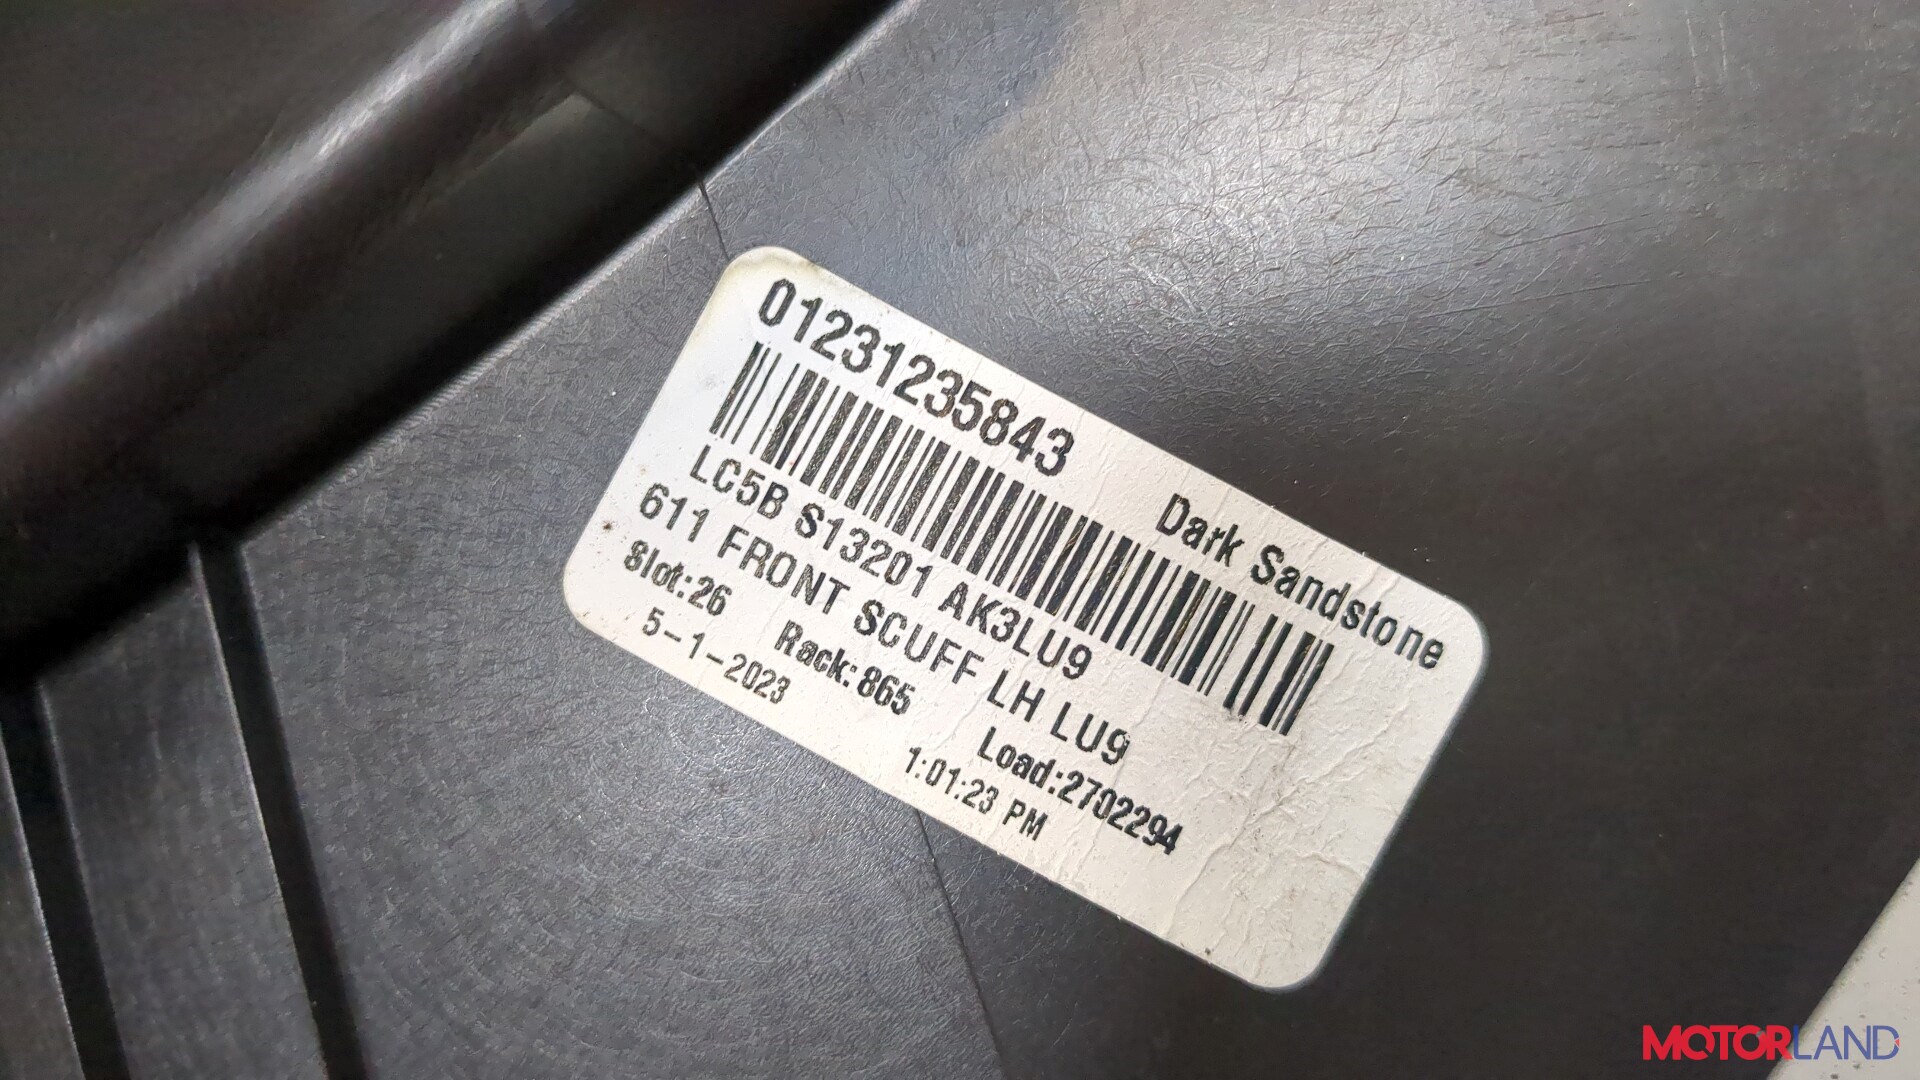 01231235843
Dark Sandstone
LC5B S13201 AK3LU9
611 FRONT SCUFF LH LU9
Slot:26 Rack:865 Load:2702294
5-1-2023 1:01:23 PM
MOTORLAND